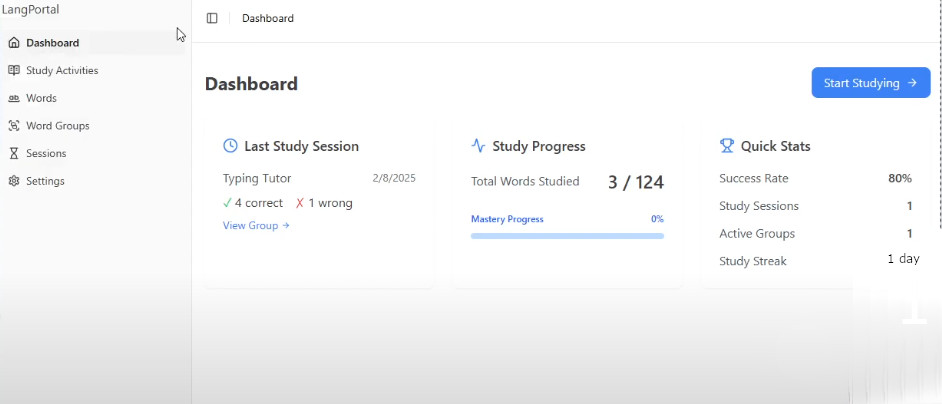 LangPortal
Dashboard
Study Activities
Words
Word Groups
Sessions
Settings
Dashboard
Dashboard
Start Studying →
Last Study Session
Typing Tutor 2/8/2025
✓ 4 correct ✗ 1 wrong
View Group →
Study Progress
Total Words Studied 3 / 124
Mastery Progress 0%
Quick Stats
Success Rate 80%
Study Sessions 1
Active Groups 1
Study Streak 1 day